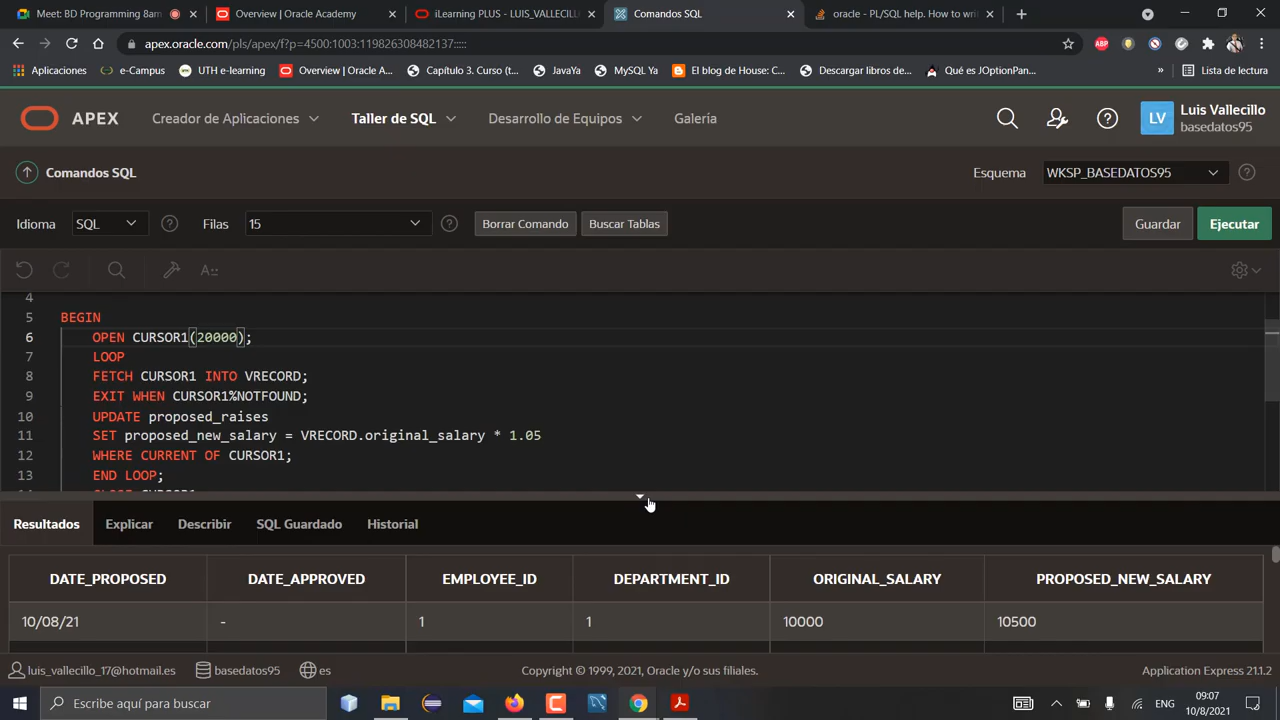 Meet: BD Programming 8am
Overview | Oracle Academy
iLearning PLUS - LUIS_VALLECILL
Comandos SQL
oracle - PL/SQL help. How to wri
apex.oracle.com/pls/apex/f?p=4500:1003:119826308482137:::::
ABP
Aplicaciones
e-Campus
UTH e-learning
Overview | Oracle A...
Capítulo 3. Curso (t...
JavaYa
MySQL Ya
El blog de House: C...
Descargar libros de...
Qué es JOptionPan...
»
Lista de lectura
APEX
Creador de Aplicaciones
Taller de SQL
Desarrollo de Equipos
Galería
LV
Luis Vallecillo
basedatos95
Comandos SQL
Esquema
WKSP_BASEDATOS95
Idioma
SQL
Filas
15
Borrar Comando
Buscar Tablas
Guardar
Ejecutar
4
5 BEGIN
6 OPEN CURSOR1(20000);
7 LOOP
8 FETCH CURSOR1 INTO VRECORD;
9 EXIT WHEN CURSOR1%NOTFOUND;
10 UPDATE proposed_raises
11 SET proposed_new_salary = VRECORD.original_salary * 1.05
12 WHERE CURRENT OF CURSOR1;
13 END LOOP;
Resultados
Explicar
Describir
SQL Guardado
Historial
DATE_PROPOSED DATE_APPROVED EMPLOYEE_ID DEPARTMENT_ID ORIGINAL_SALARY PROPOSED_NEW_SALARY
10/08/21 - 1 1 10000 10500
luis_vallecillo_17@hotmail.es
basedatos95
es
Copyright © 1999, 2021, Oracle y/o sus filiales.
Application Express 21.1.2
Escribe aquí para buscar
ENG
09:07
10/8/2021